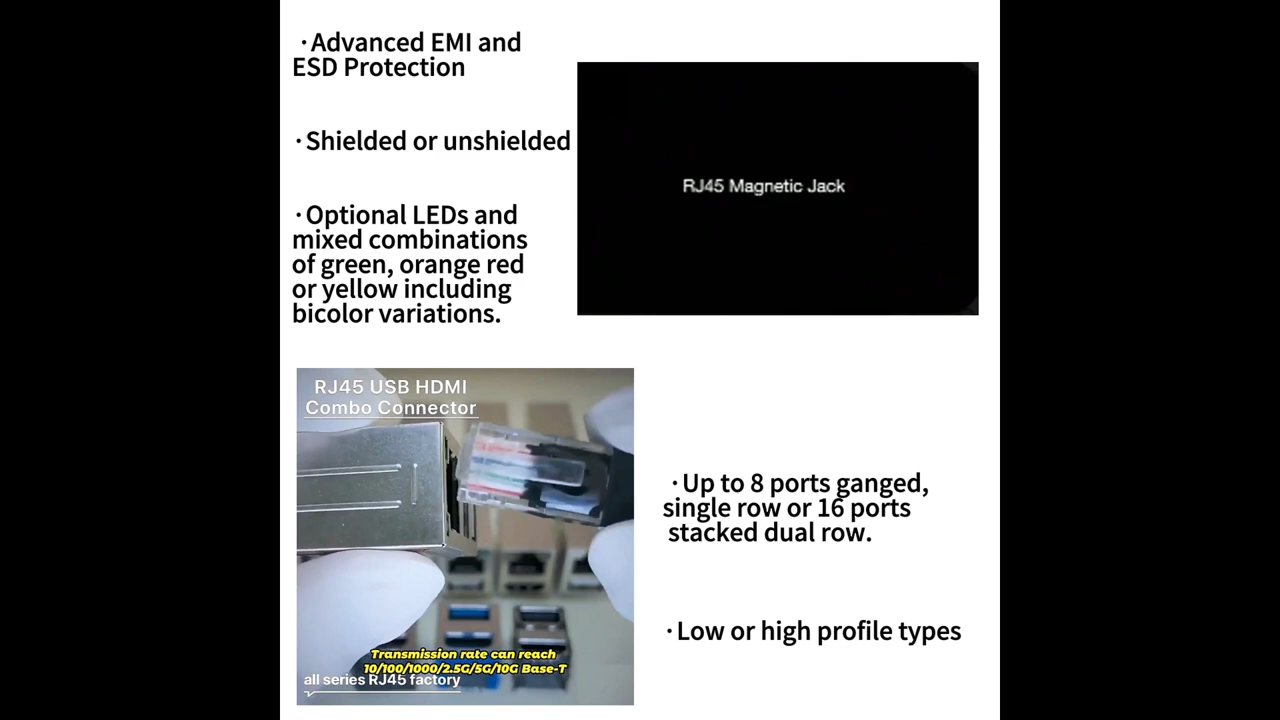 ·Advanced EMI and
ESD Protection
·Shielded or unshielded
·Optional LEDs and
mixed combinations
of green, orange red
or yellow including
bicolor variations.
RJ45 Magnetic Jack
RJ45 USB HDMI
Combo Connector
Transmission rate can reach
10/100/1000/2.5G/5G/10G Base-T
all series RJ45 factory
·Up to 8 ports ganged,
single row or 16 ports
stacked dual row.
·Low or high profile types